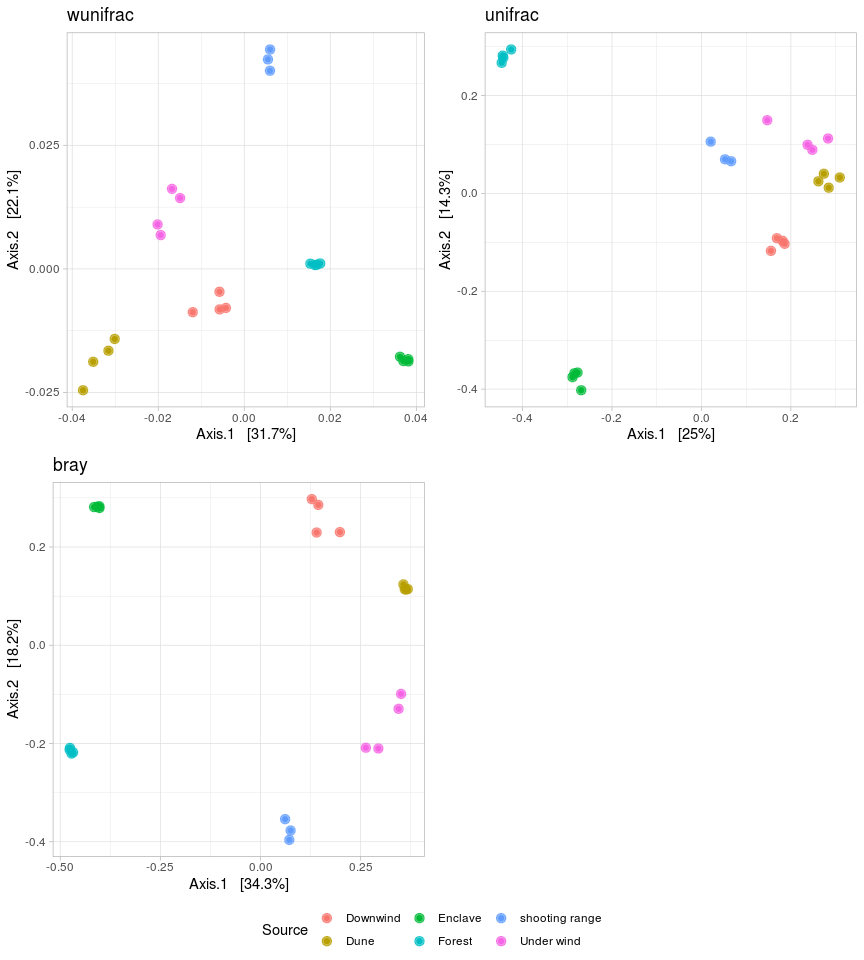 wunifrac
0.025
0.000
-0.025
Axis.2 [22.1%]
-0.04 -0.02 0.00 0.02 0.04
Axis.1 [31.7%]
unifrac
0.2
0.0
-0.2
-0.4
Axis.2 [14.3%]
-0.4 -0.2 0.0 0.2
Axis.1 [25%]
bray
0.2
0.0
-0.2
-0.4
Axis.2 [18.2%]
-0.50 -0.25 0.00 0.25
Axis.1 [34.3%]
Source
Downwind Enclave shooting range
Dune Forest Under wind